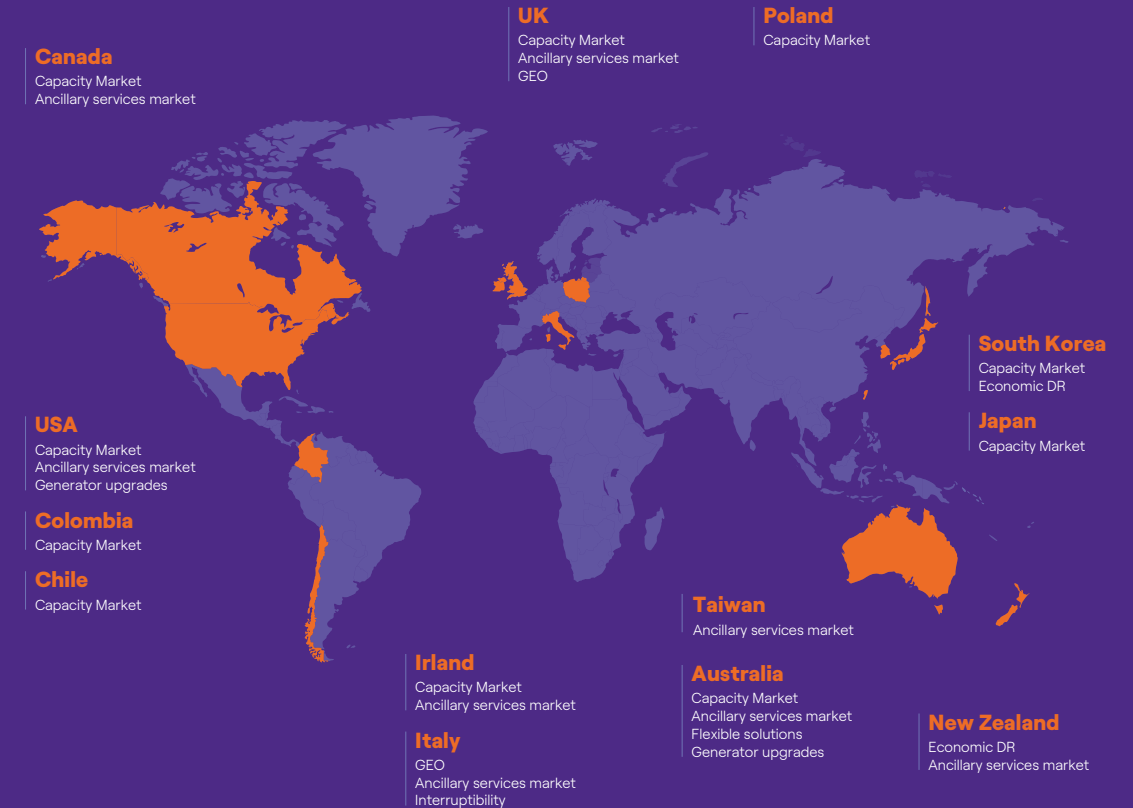 UK
Capacity Market
Ancillary services market
GEO
Poland
Capacity Market
Canada
Capacity Market
Ancillary services market
South Korea
Capacity Market
Economic DR
Japan
Capacity Market
USA
Capacity Market
Ancillary services market
Generator upgrades
Colombia
Capacity Market
Chile
Capacity Market
Taiwan
Ancillary services market
Irland
Capacity Market
Ancillary services market
Australia
Capacity Market
Ancillary services market
Flexible solutions
Generator upgrades
New Zealand
Economic DR
Ancillary services market
Italy
GEO
Ancillary services market
Interruptibility